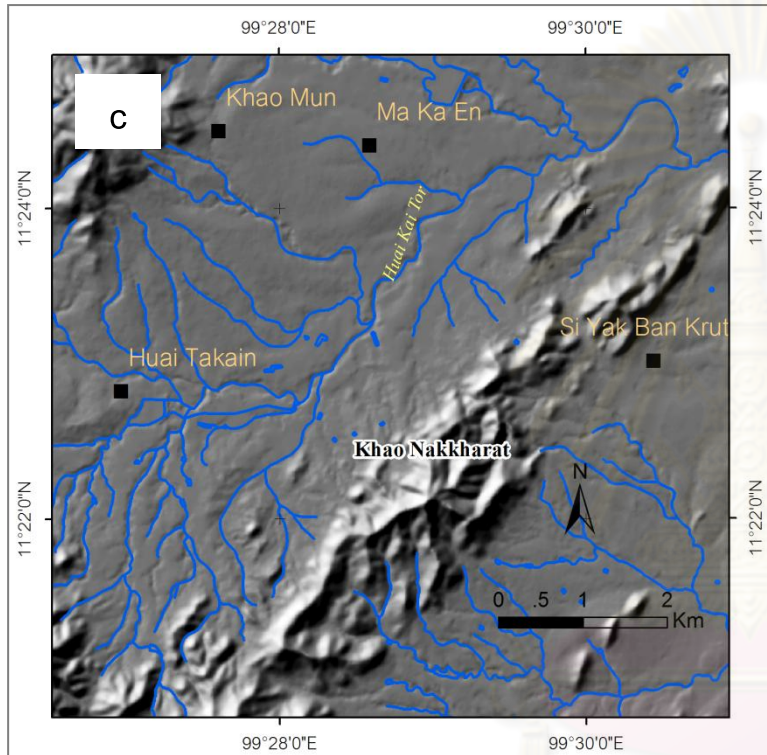 99°28'0"E
99°30'0"E
C
Khao Mun
Ma Ka En
11°24'0"N
11°24'0"N
Huai Kai Tor
Si Yak Ban Krut
Huai Takain
Khao Nakkharat
N
11°22'0"N
11°22'0"N
0 .5 1 2
Km
99°28'0"E
99°30'0"E